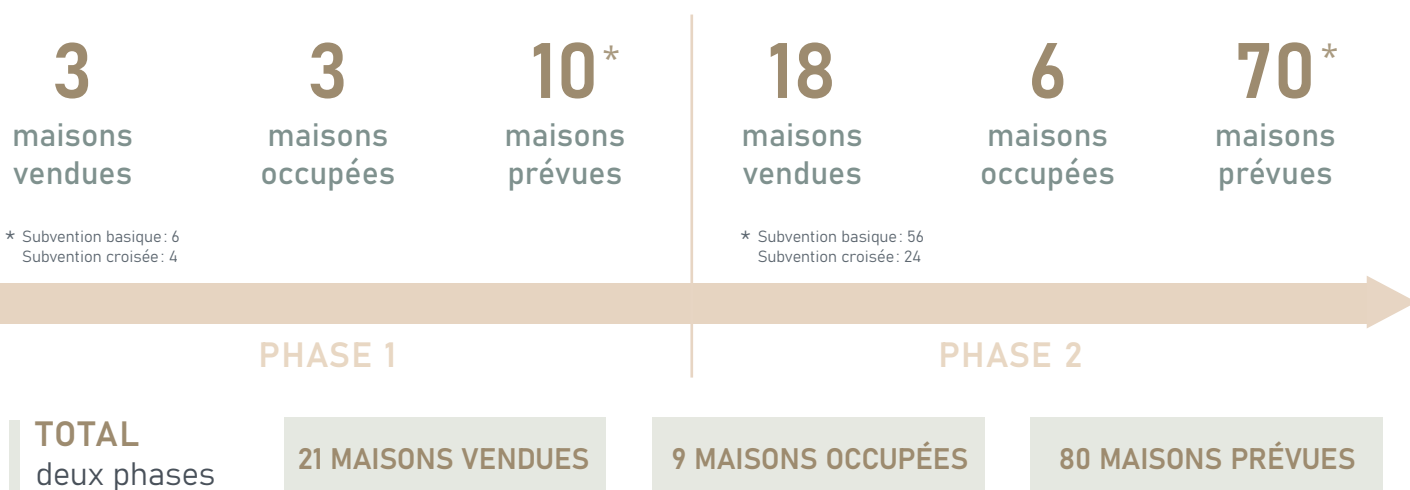 3
maisons
vendues
3
maisons
occupées
10*
maisons
prévues
* Subvention basique: 6
Subvention croisée: 4
18
maisons
vendues
6
maisons
occupées
70*
maisons
prévues
* Subvention basique: 56
Subvention croisée: 24
PHASE 1
PHASE 2
TOTAL
deux phases
21 MAISONS VENDUES
9 MAISONS OCCUPÉES
80 MAISONS PRÉVUES